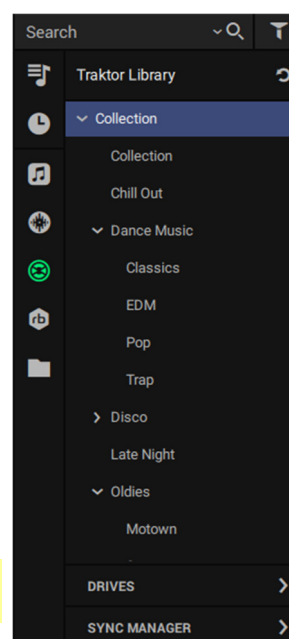 Search
Traktor Library
Collection
Collection
Chill Out
Dance Music
Classics
EDM
Pop
rb
Trap
Disco
Late Night
Oldies
Motown
DRIVES
SYNC MANAGER